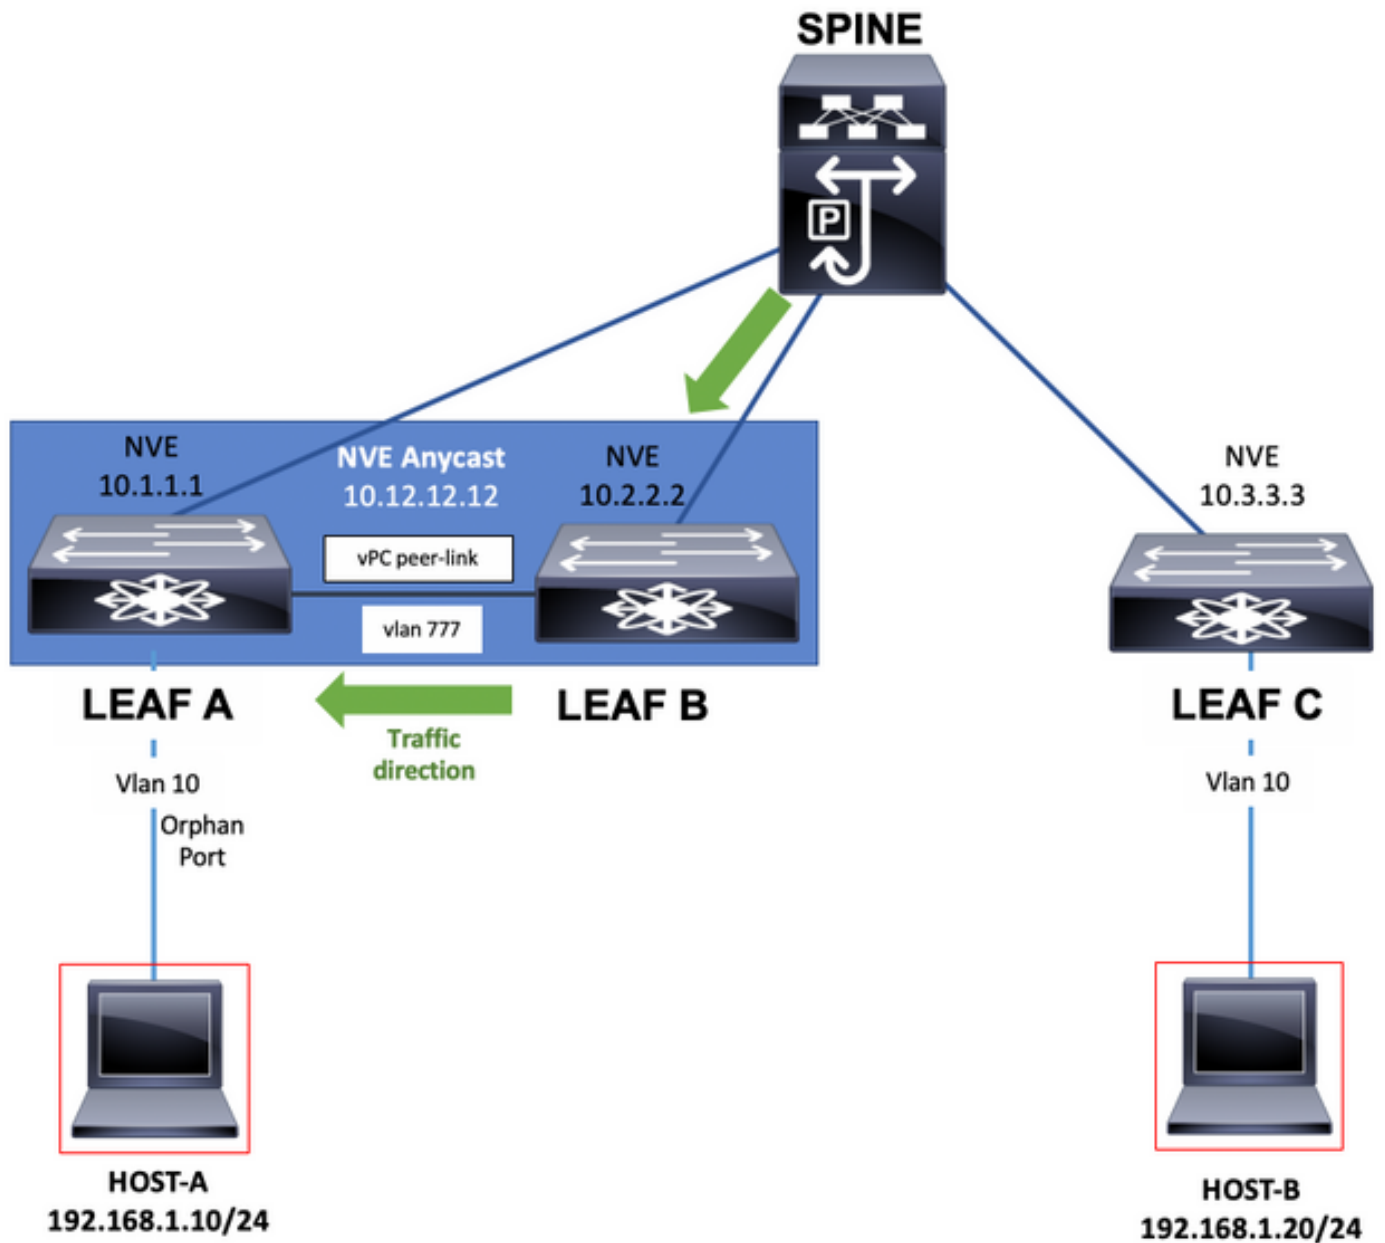 SPINE
P
NVE
10.1.1.1
NVE Anycast
10.12.12.12
NVE
10.2.2.2
NVE
10.3.3.3
vPC peer-link
vlan 777
LEAF A
LEAF B
LEAF C
Traffic
direction
Vlan 10
Orphan
Port
Vlan 10
HOST-A
192.168.1.10/24
HOST-B
192.168.1.20/24